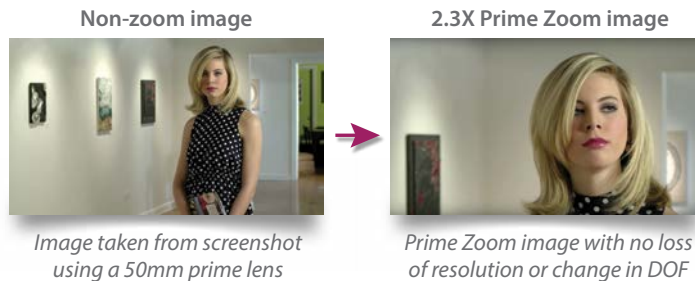 Non-zoom image
2.3X Prime Zoom image
Image taken from screenshot
using a 50mm prime lens
Prime Zoom image with no loss
of resolution or change in DOF